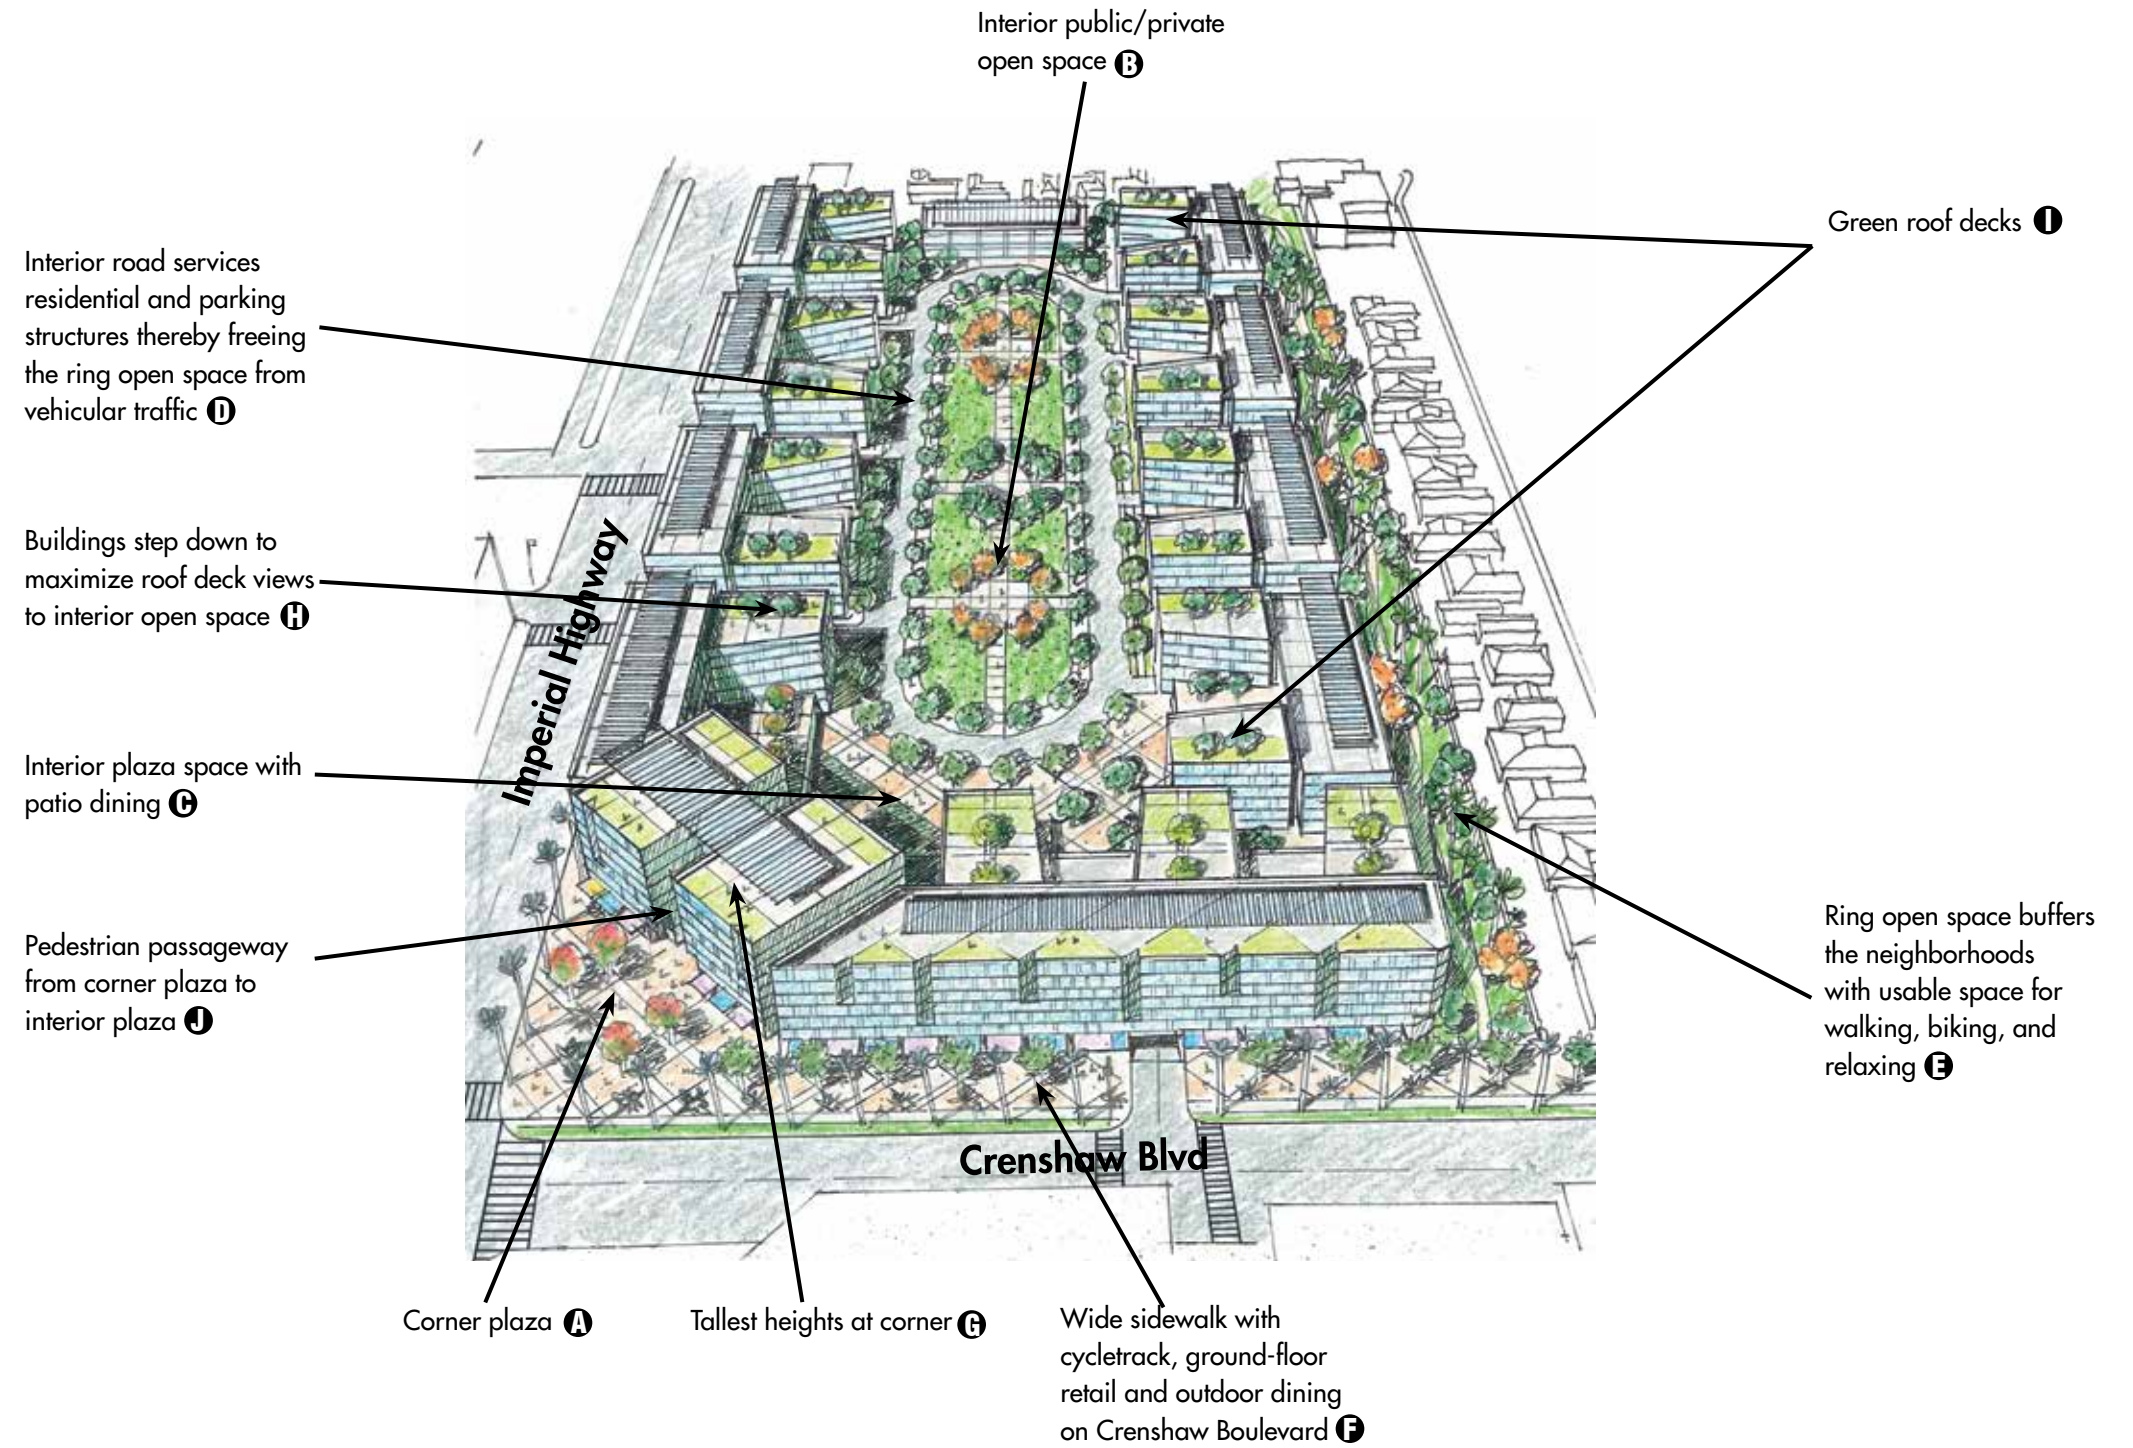 Interior public/private
open space B
Green roof decks I
Interior road services
residential and parking
structures thereby freeing
the ring open space from
vehicular traffic D
Buildings step down to
maximize roof deck views
to interior open space H
Imperial Highway
Interior plaza space with
patio dining C
Pedestrian passageway
from corner plaza to
interior plaza J
Ring open space buffers
the neighborhoods
with usable space for
walking, biking, and
relaxing E
Crenshaw Blvd
Corner plaza A
Tallest heights at corner G
Wide sidewalk with
cycletrack, ground-floor
retail and outdoor dining
on Crenshaw Boulevard F